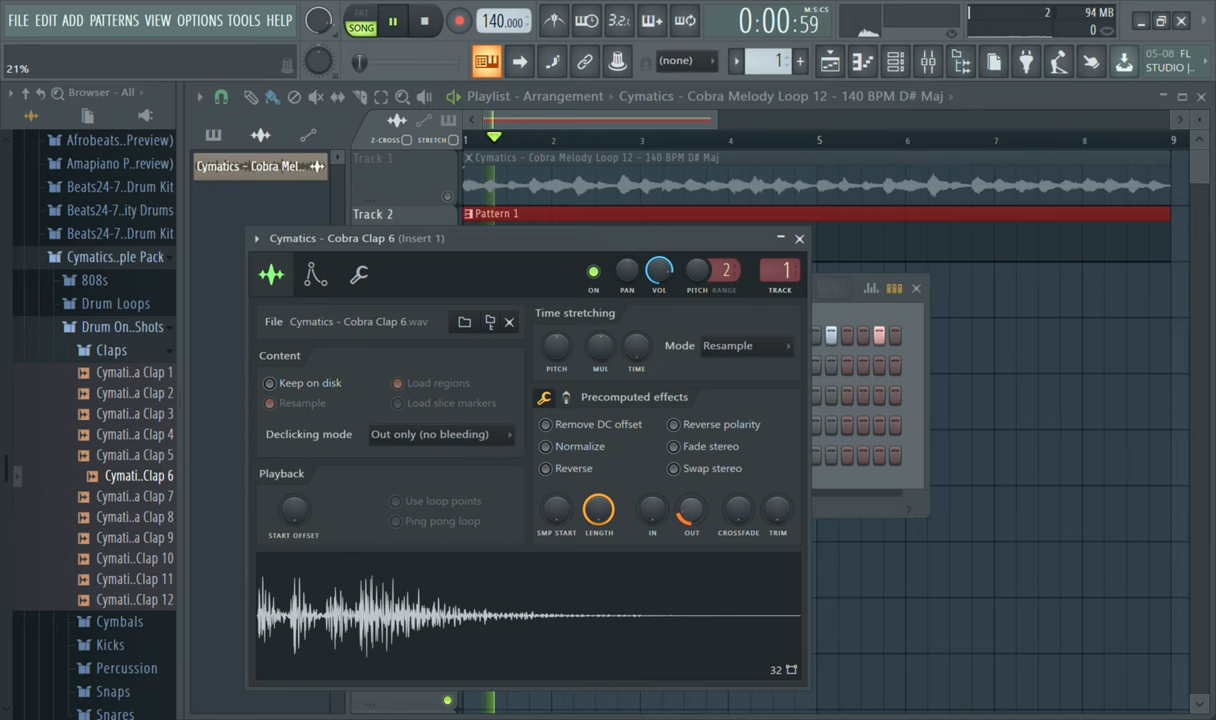 FILE EDIT ADD PATTERNS VIEW OPTIONS TOOLS HELP
PAT
SONG
140.000
3.2.
0:00:59
M:S:CS
2
94 MB
0
21%
(none)
1
05-08 FL
STUDIO |..
Browser - All
Playlist - Arrangement
Cymatics - Cobra Melody Loop 12 - 140 BPM D# Maj
Z-CROSS
STRETCH
1 2 3 4 5 6 7 8 9
Afrobeats..Preview)
Amapiano P..review)
Beats24-7..Drum Kit
Beats24-7..ity Drums
Beats24-7..Drum Kit
Cymatics..ple Pack
808s
Drum Loops
Drum On..Shots
Claps
Cymati..a Clap 1
Cymati..a Clap 2
Cymati..a Clap 3
Cymati..a Clap 4
Cymati..a Clap 5
Cymati..Clap 6
Cymati..a Clap 7
Cymati..a Clap 8
Cymati..a Clap 9
Cymati..Clap 10
Cymati..Clap 11
Cymati..Clap 12
Cymbals
Kicks
Percussion
Snaps
Snares
Cymatics - Cobra Mel..
Track 1
Cymatics - Cobra Melody Loop 12 - 140 BPM D# Maj
Track 2
Pattern 1
Cymatics - Cobra Clap 6 (Insert 1)
2
1
ON
PAN
VOL
PITCH
RANGE
TRACK
File
Cymatics - Cobra Clap 6.wav
Content
Keep on disk
Load regions
Resample
Load slice markers
Declicking mode
Out only (no bleeding)
Playback
START OFFSET
Use loop points
Ping pong loop
Time stretching
PITCH
MUL
TIME
Mode
Resample
Precomputed effects
Remove DC offset
Reverse polarity
Normalize
Fade stereo
Reverse
Swap stereo
SMP START
LENGTH
IN
OUT
CROSSFADE
TRIM
32